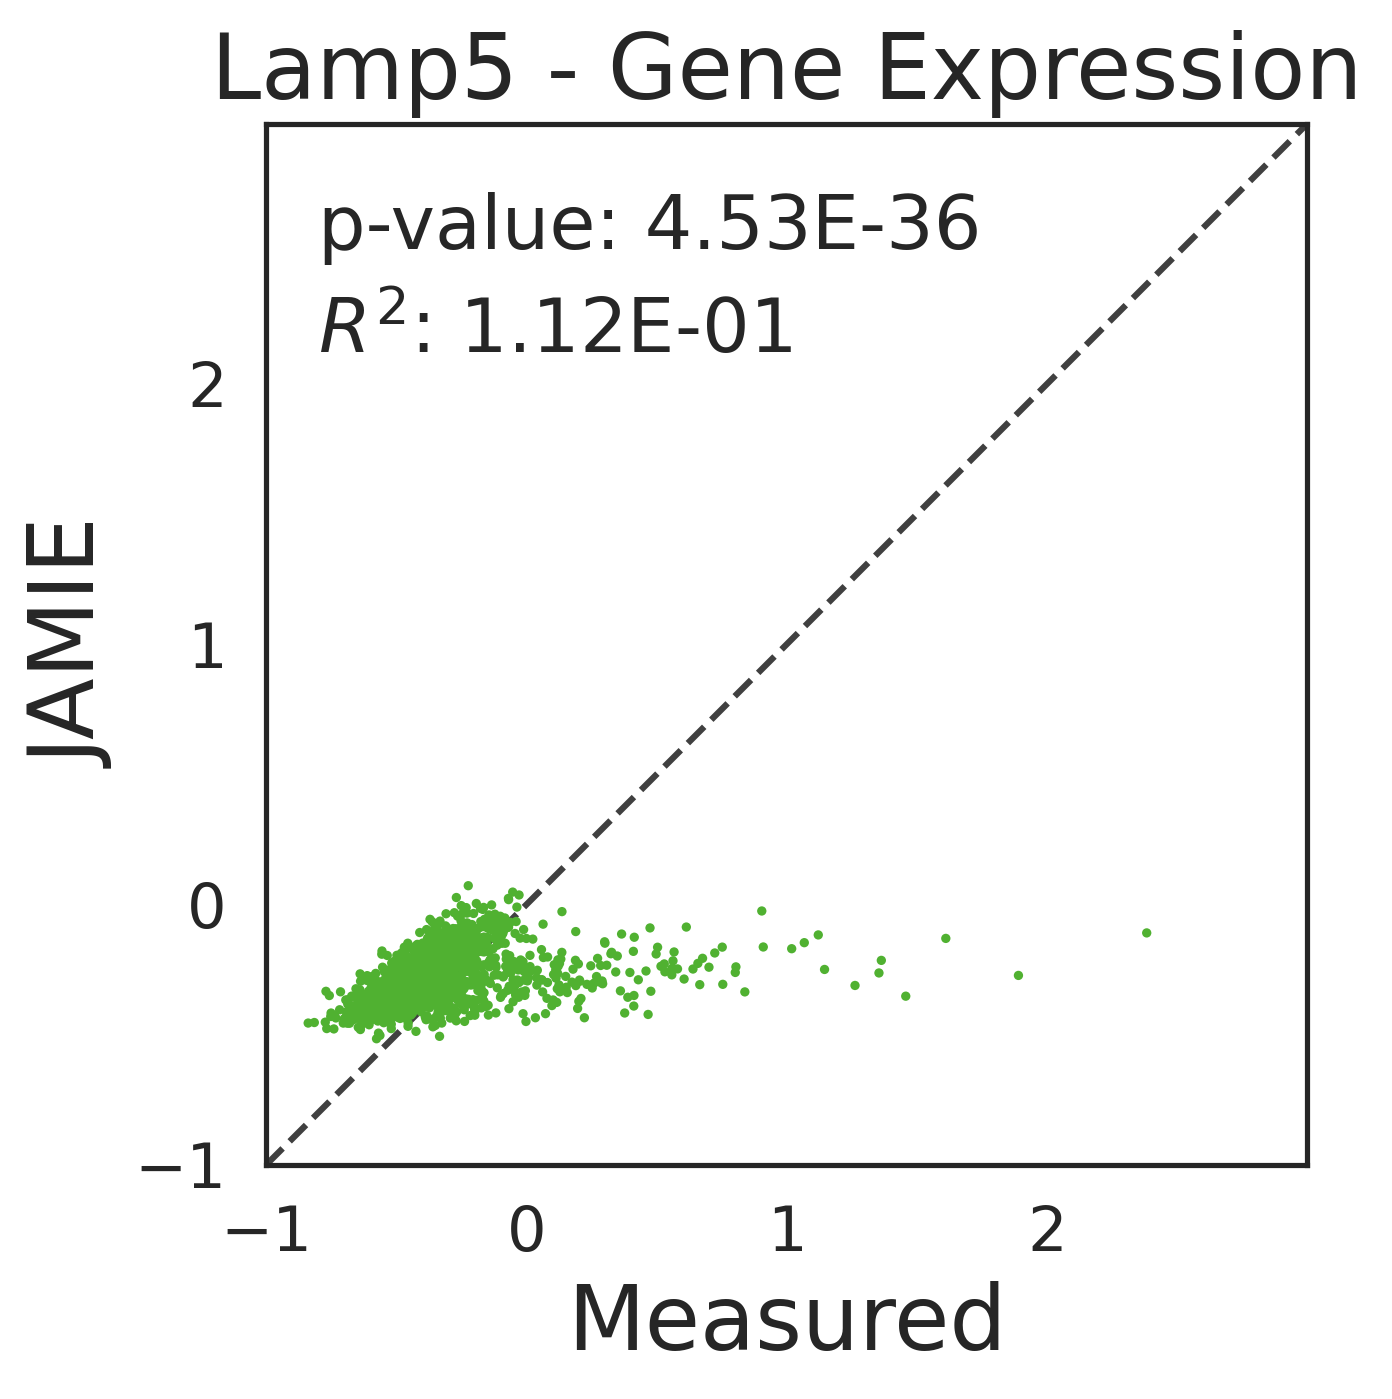 Lamp5 - Gene Expression
p-value: 4.53E-36
R²: 1.12E-01
JAMIE
2
1
0
−1
−1 0 1 2
Measured